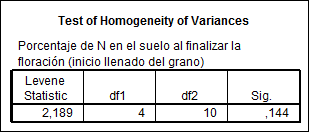 Test of Homogeneity of Variances
Porcentaje de N en el suelo al finalizar la
floración (inicio llenado del grano)
Levene
Statistic df1 df2 Sig.
2,189 4 10 ,144